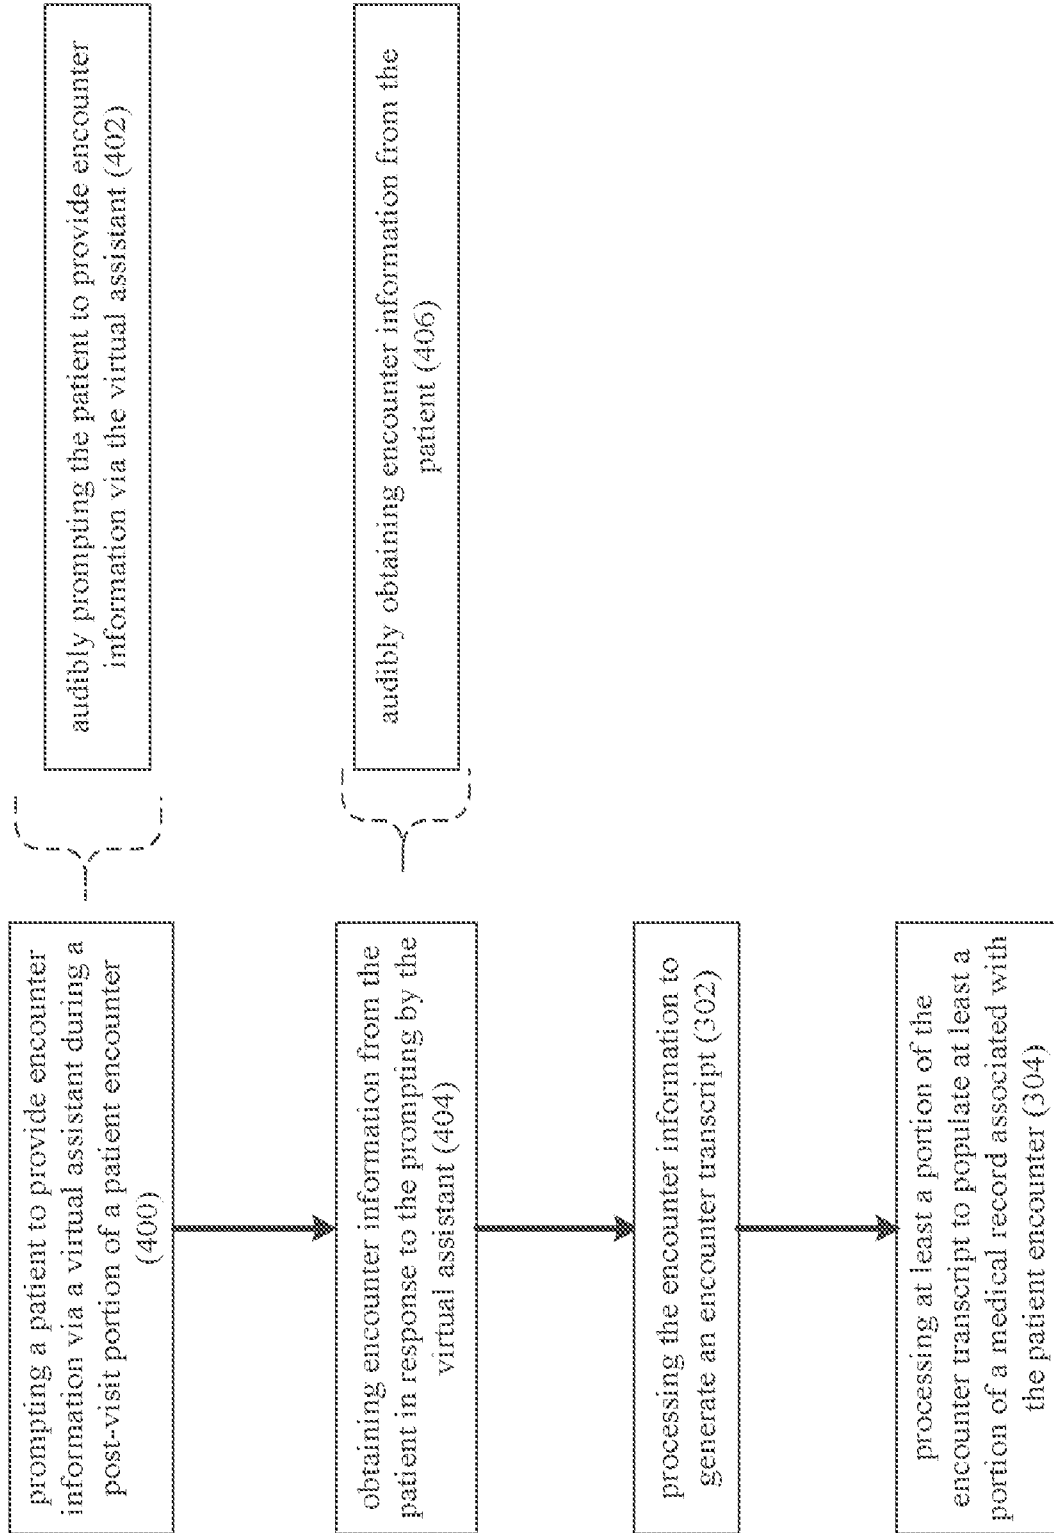 prompting a patient to provide encounter
information via a virtual assistant during a
post-visit portion of a patient encounter
(400)
audibly prompting the patient to provide encounter
information via the virtual assistant (402)
obtaining encounter information from the
patient in response to the prompting by the
virtual assistant (404)
audibly obtaining encounter information from the
patient (406)
processing the encounter information to
generate an encounter transcript (302)
processing at least a portion of the
encounter transcript to populate at least a
portion of a medical record associated with
the patient encounter (304)